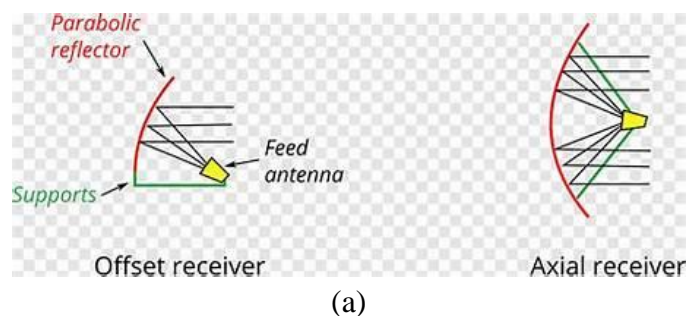 Parabolic
reflector
Feed
antenna
Supports
Offset receiver
Axial receiver
(a)